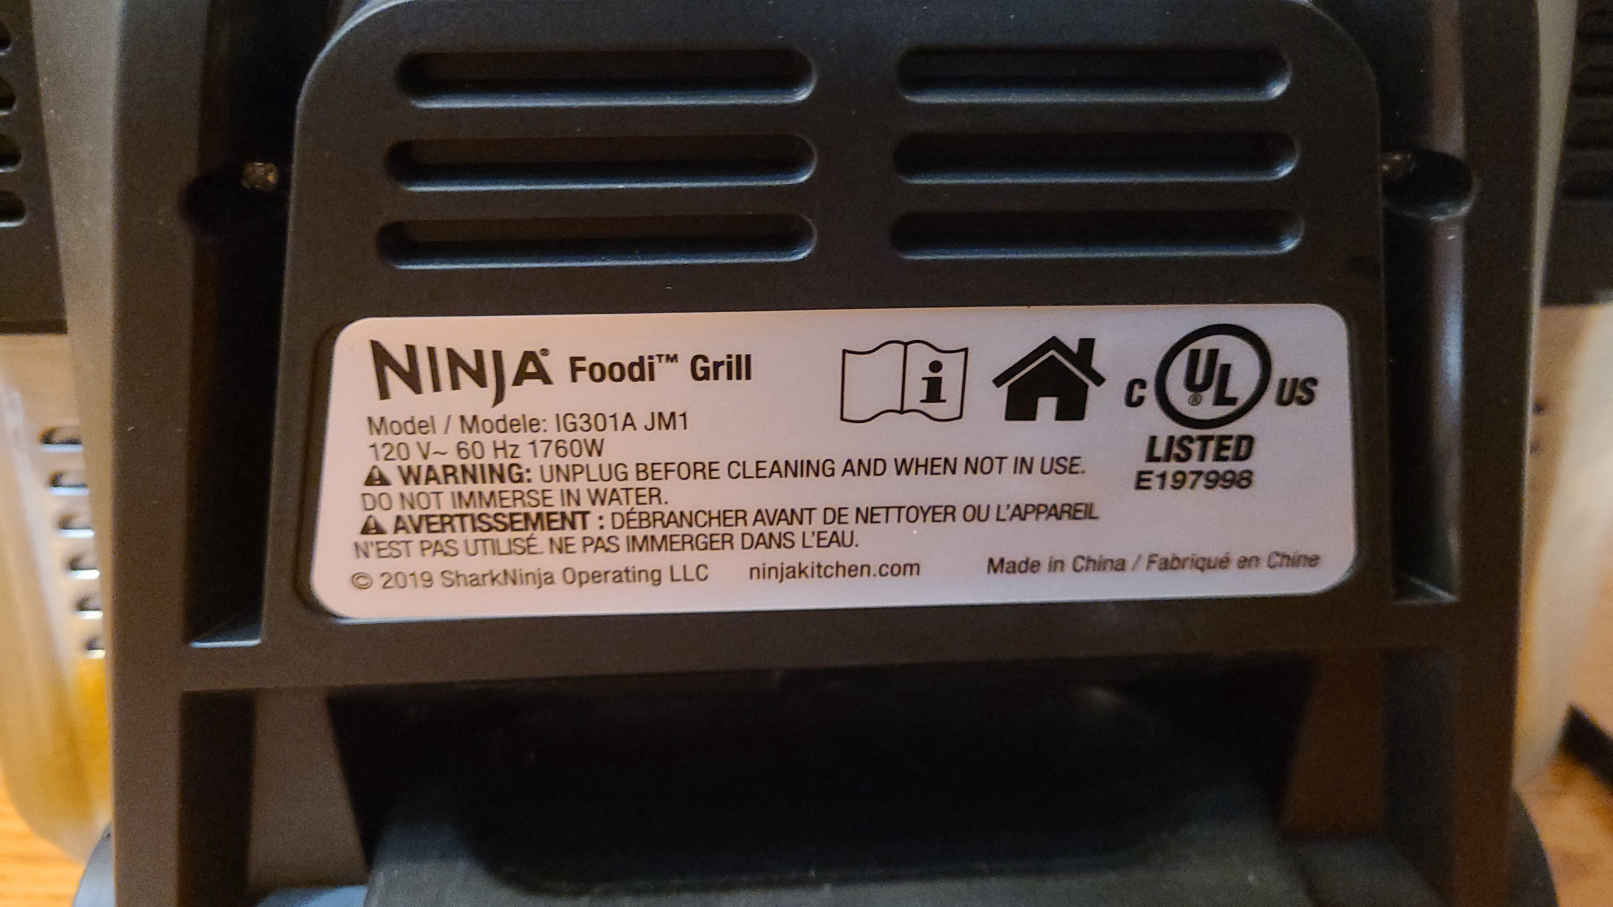 NINJA® Foodi™ Grill
Model / Modele: IG301A JM1
120 V~ 60 Hz 1760W
⚠ WARNING: UNPLUG BEFORE CLEANING AND WHEN NOT IN USE.
DO NOT IMMERSE IN WATER.
⚠ AVERTISSEMENT : DÉBRANCHER AVANT DE NETTOYER OU L'APPAREIL
N'EST PAS UTILISÉ. NE PAS IMMERGER DANS L'EAU.
© 2019 SharkNinja Operating LLC ninjakitchen.com Made in China / Fabriqué en Chine
i
C UL® US
LISTED
E197998